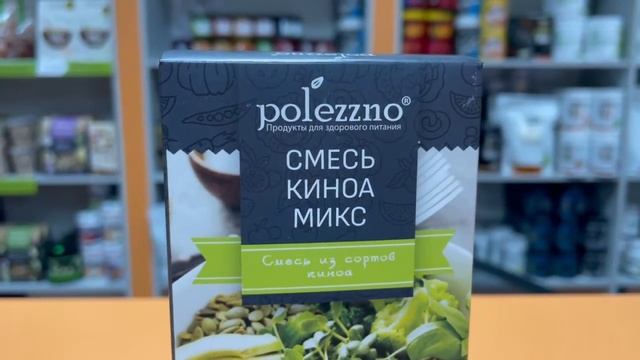 polezzno®
Продукты для здорового питания
СМЕСЬ
КИНОА
МИКС
Смесь из сортов
киноа